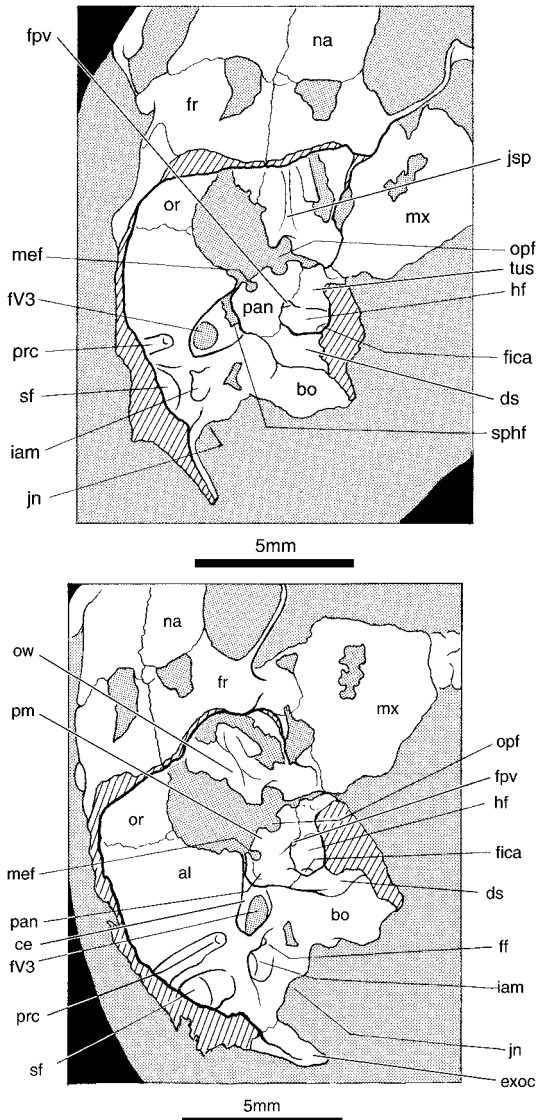 fpv
na
fr
jsp
or
mx
mef
opf
tus
fV3
pan
hf
prc
fica
sf
bo
ds
iam
sphf
jn
5mm
na
ow
fr
pm
mx
opf
fpv
or
hf
mef
al
fica
pan
ds
ce
bo
fV3
ff
prc
iam
sf
jn
exoc
5mm